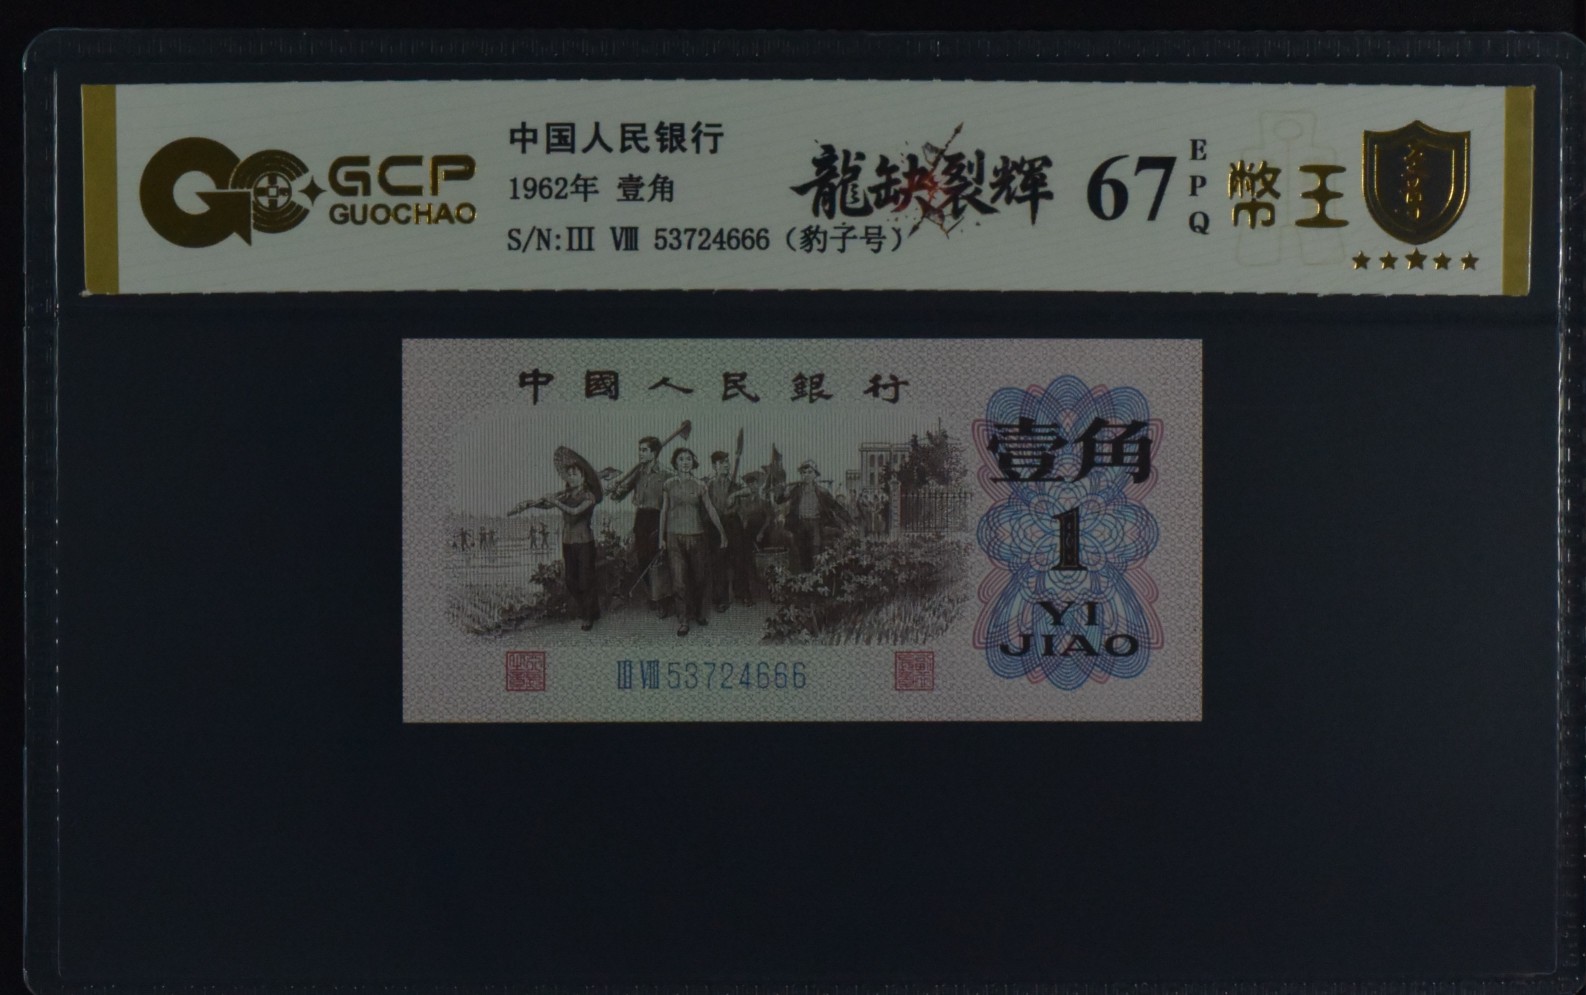 GCP
GUOCHAO
中国人民银行
1962年 壹角
S/N:III VIII 53724666（豹子号）
龍缺裂輝
67
EPQ
幣王
中國人民銀行
壹角
1
YI
JIAO
III VIII 53724666